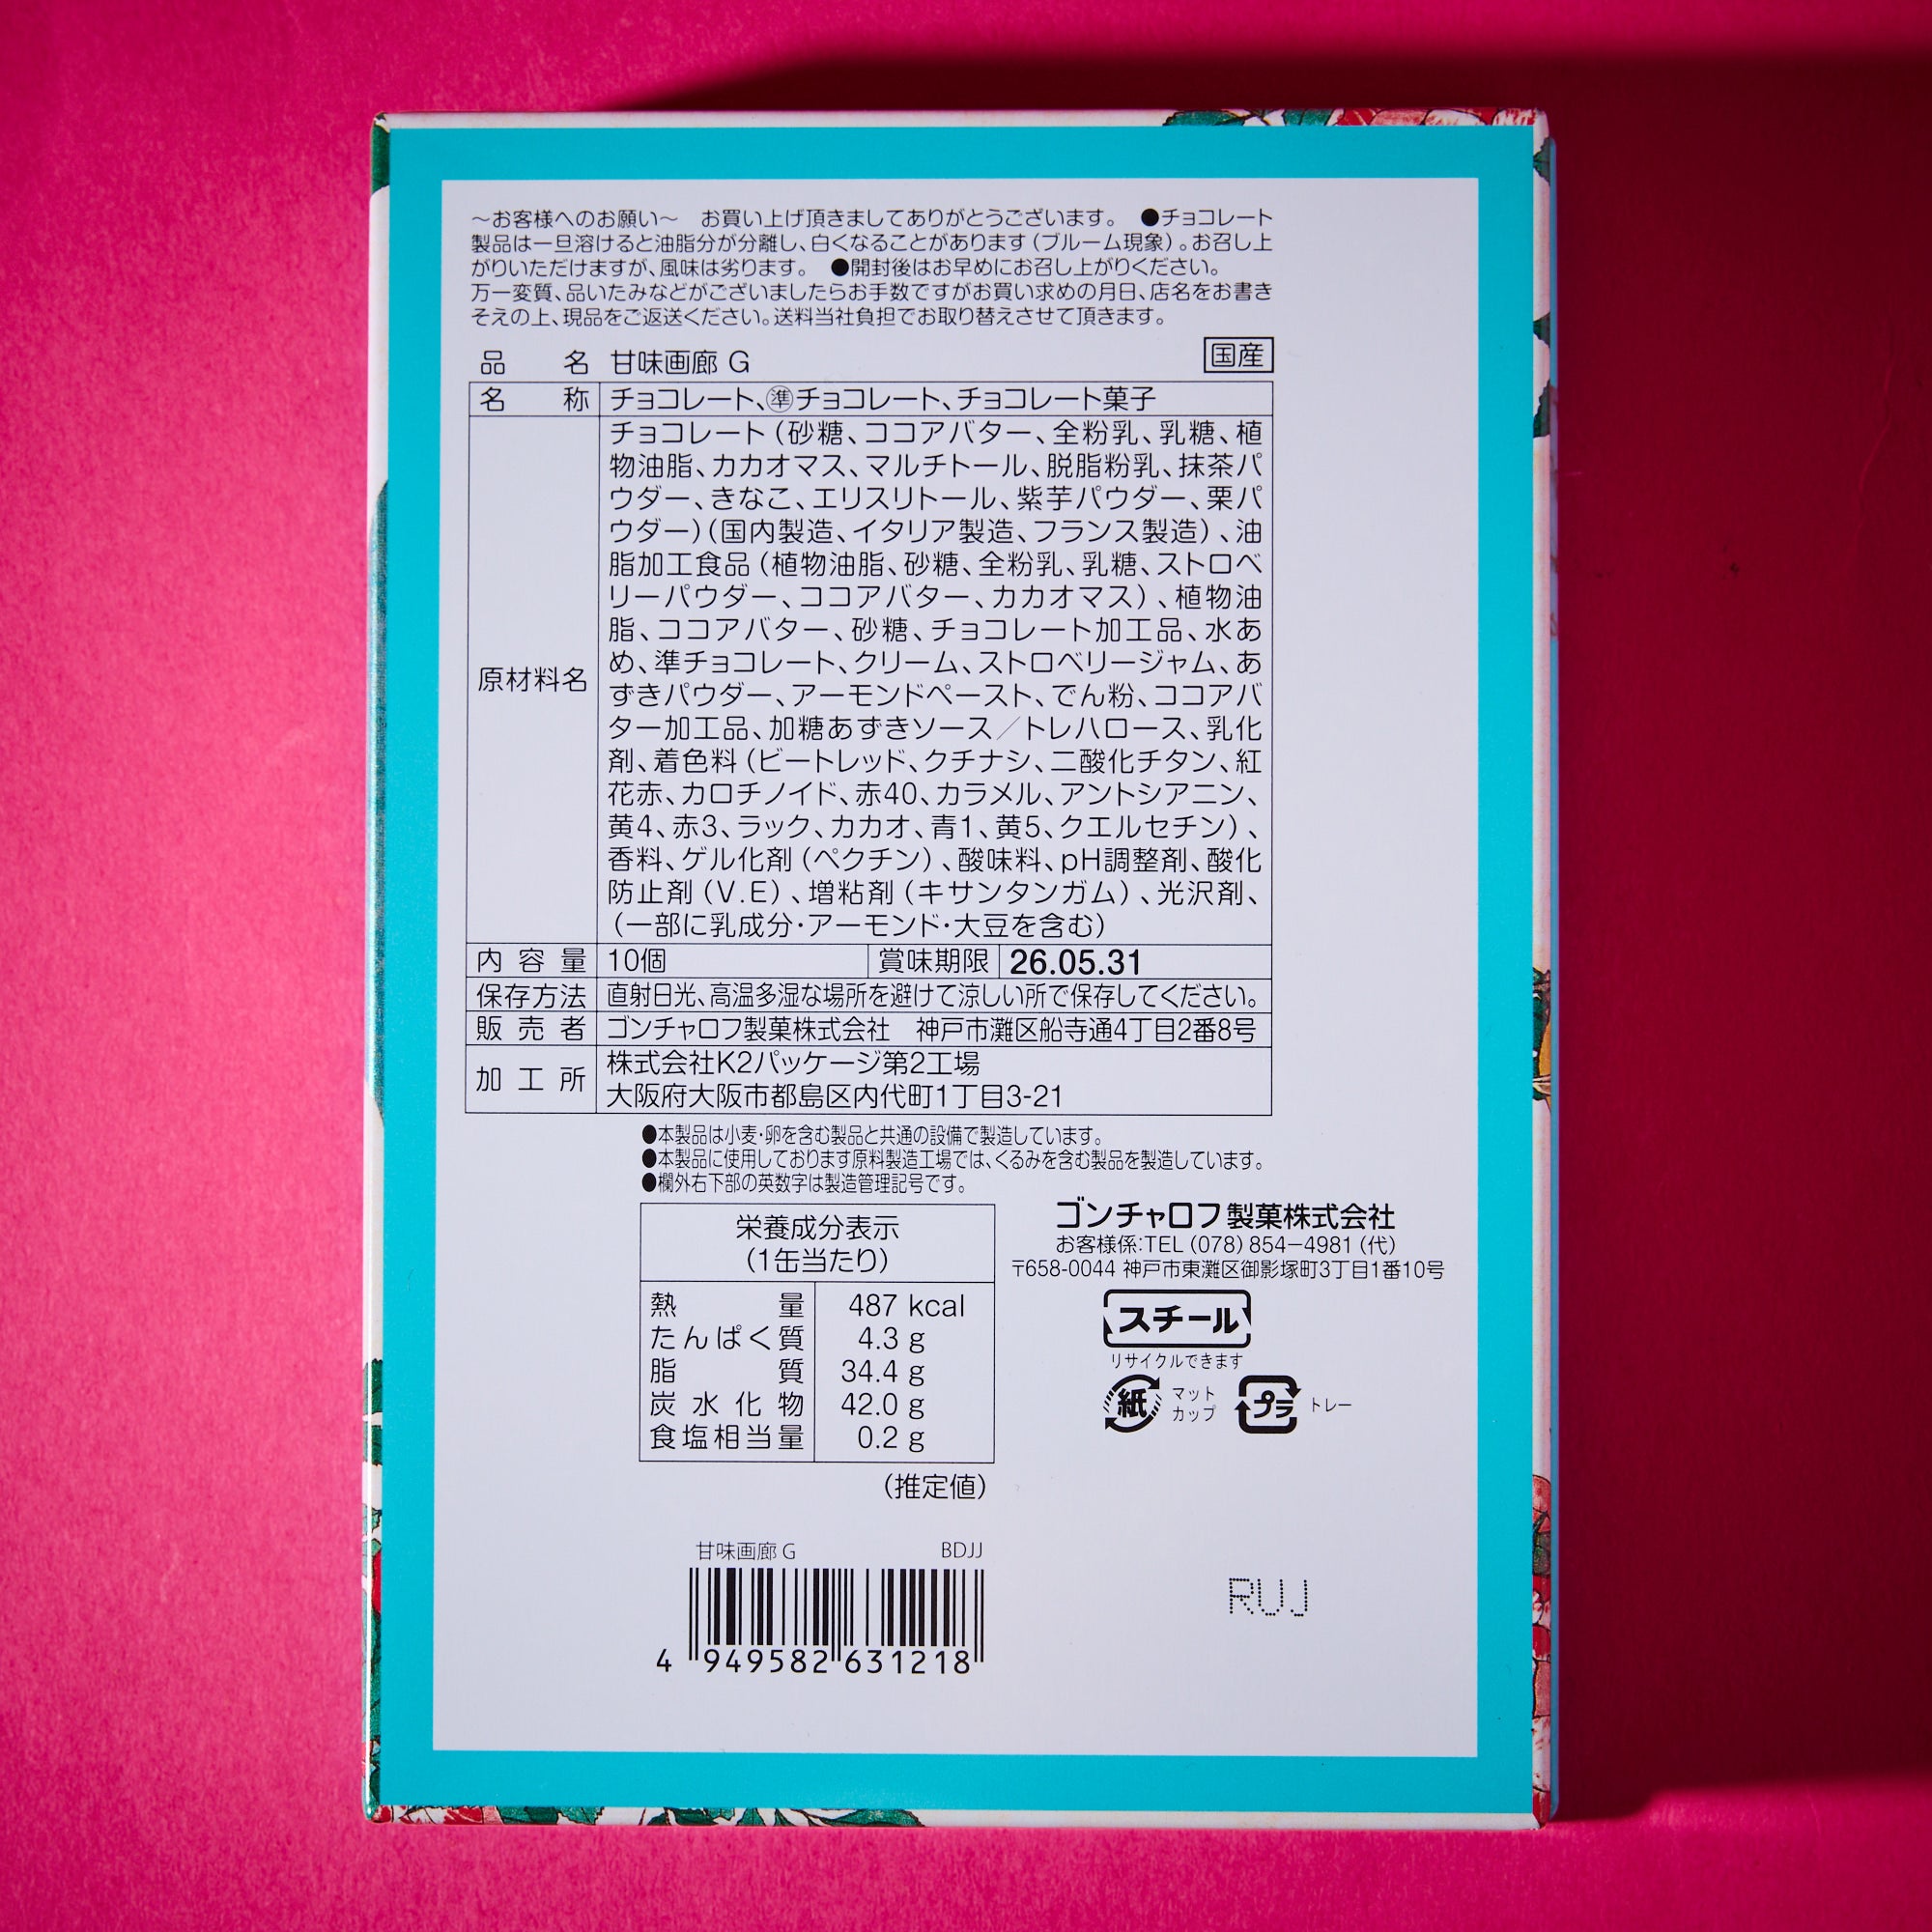 ～お客様へのお願い～　お買い上げ頂きましてありがとうございます。　●チョコレート
製品は一旦溶けると油脂分が分離し、白くなることがあります（ブルーム現象）。お召し上
がりいただけますが、風味は劣ります。　●開封後はお早めにお召し上がりください。
万一変質、品いたみなどがございましたらお手数ですがお買い求めの月日、店名をお書き
そえの上、現品をご返送ください。送料当社負担でお取り替えさせて頂きます。
品名　甘味画廊 G　国産
名称　チョコレート、㊜チョコレート、チョコレート菓子
原材料名
チョコレート（砂糖、ココアバター、全粉乳、乳糖、植
物油脂、カカオマス、マルチトール、脱脂粉乳、抹茶パ
ウダー、きなこ、エリスリトール、紫芋パウダー、栗パ
ウダー）（国内製造、イタリア製造、フランス製造）、油
脂加工食品（植物油脂、砂糖、全粉乳、乳糖、ストロベ
リーパウダー、ココアバター、カカオマス）、植物油
脂、ココアバター、砂糖、チョコレート加工品、水あ
め、準チョコレート、クリーム、ストロベリージャム、あ
ずきパウダー、アーモンドペースト、でん粉、ココアバ
ター加工品、加糖あずきソース／トレハロース、乳化
剤、着色料（ビートレッド、クチナシ、二酸化チタン、紅
花赤、カロチノイド、赤40、カラメル、アントシアニン、
黄4、赤3、ラック、カカオ、青1、黄5、クエルセチン）、
香料、ゲル化剤（ペクチン）、酸味料、pH調整剤、酸化
防止剤（V.E）、増粘剤（キサンタンガム）、光沢剤、
（一部に乳成分・アーモンド・大豆を含む）
内容量　10個　賞味期限　26.05.31
保存方法　直射日光、高温多湿な場所を避けて涼しい所で保存してください。
販売者　ゴンチャロフ製菓株式会社　神戸市灘区船寺通4丁目2番8号
加工所
株式会社K2パッケージ第2工場
大阪府大阪市都島区内代町1丁目3-21
●本製品は小麦・卵を含む製品と共通の設備で製造しています。
●本製品に使用しております原料製造工場では、くるみを含む製品を製造しています。
●欄外右下部の英数字は製造管理記号です。
栄養成分表示
（1缶当たり）
熱量　487 kcal
たんぱく質　4.3 g
脂質　34.4 g
炭水化物　42.0 g
食塩相当量　0.2 g
（推定値）
ゴンチャロフ製菓株式会社
お客様係：TEL（078）854－4981（代）
〒658-0044 神戸市東灘区御影塚町3丁目1番10号
スチール
リサイクルできます
紙　マット
カップ
プラ　トレー
甘味画廊 G　BDJJ
4 949582 631218
RUJ